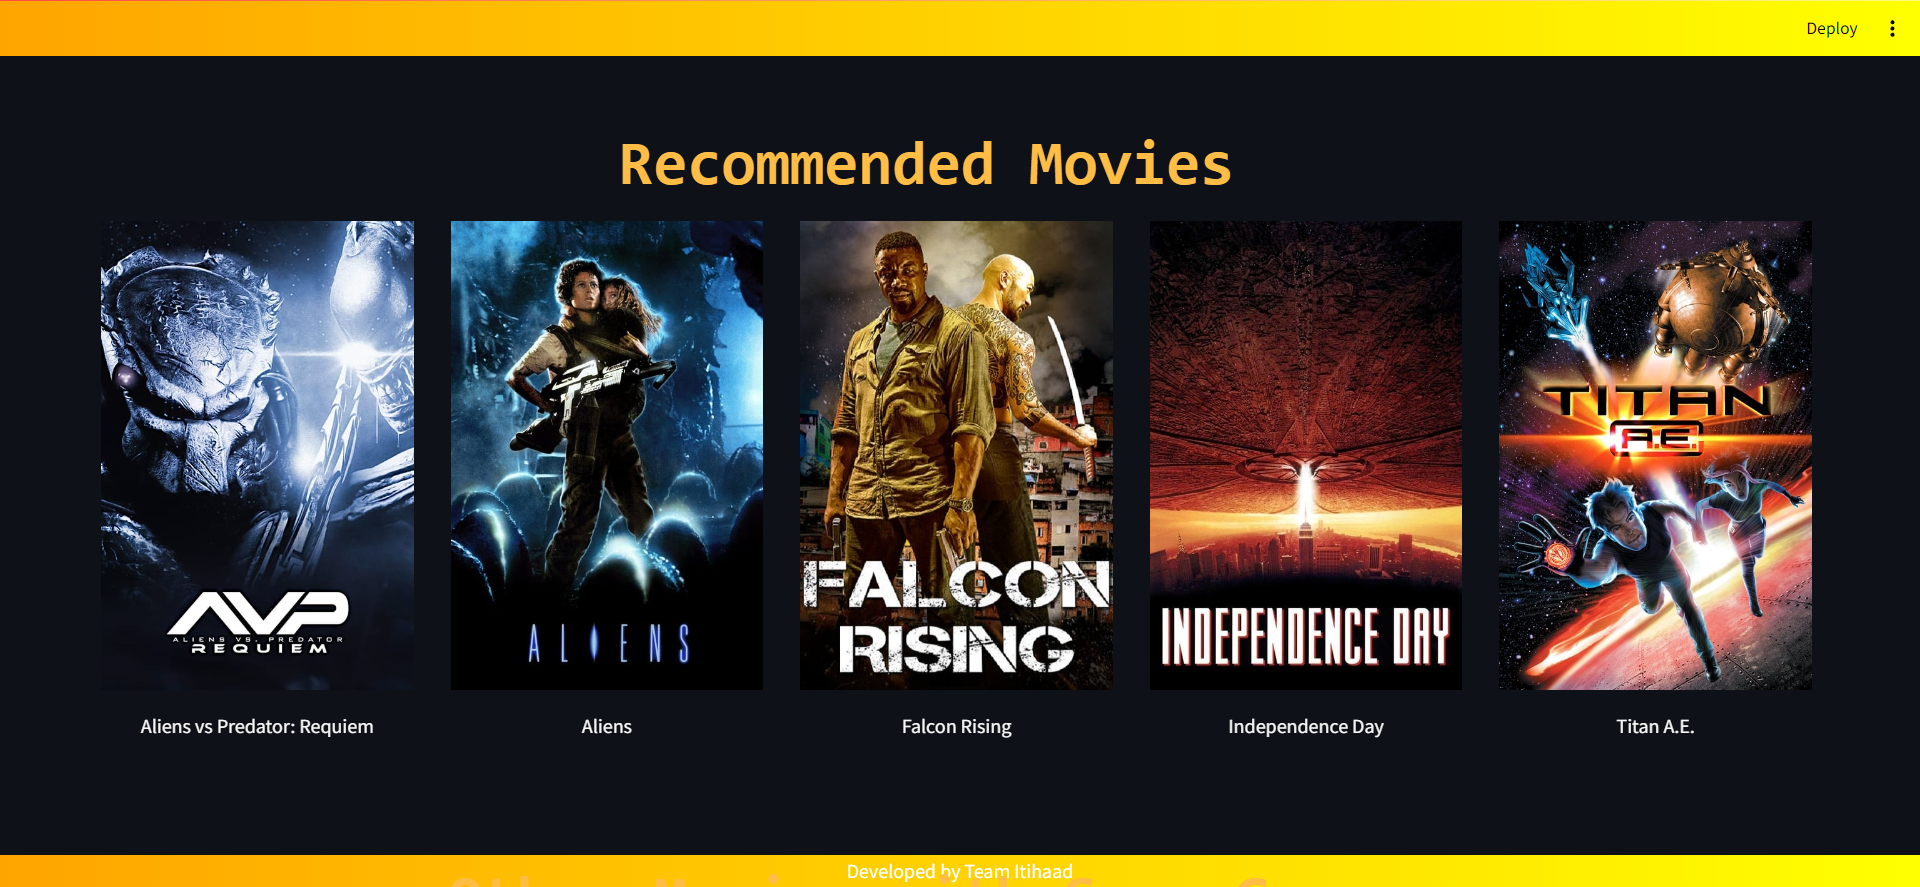 Deploy
Recommended Movies
AVP
ALIENS VS. PREDATOR
REQUIEM
ALIENS
FALCON
RISING
INDEPENDENCE DAY
TITAN
A.E.
Aliens vs Predator: Requiem
Aliens
Falcon Rising
Independence Day
Titan A.E.
Developed by Team Itihaad